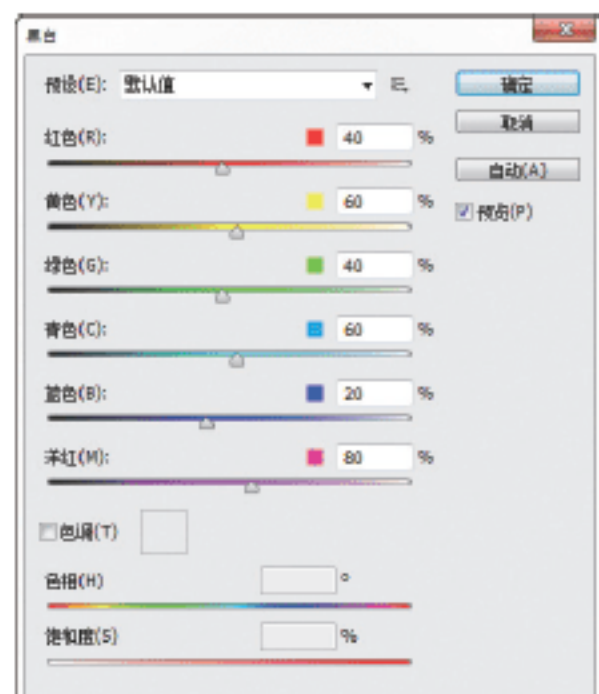 黑白
预设(E): 默认值
确定
红色(R): 40 %
取消
自动(A)
黄色(Y): 60 %
预览(P)
绿色(G): 40 %
青色(C): 60 %
蓝色(B): 20 %
洋红(M): 80 %
色调(T)
色相(H) °
饱和度(S) %